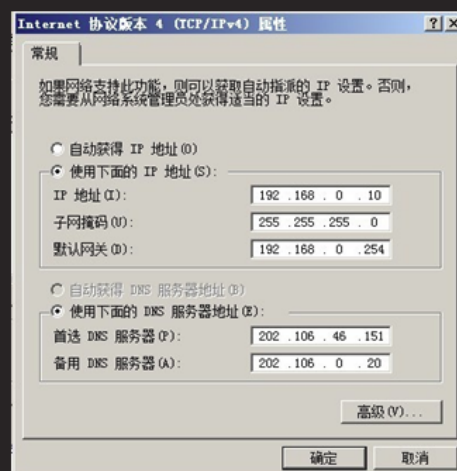 Internet 协议版本 4 (TCP/IPv4) 属性
常规
如果网络支持此功能，则可以获取自动指派的 IP 设置。否则，
您需要从网络系统管理员处获得适当的 IP 设置。
自动获得 IP 地址(O)
使用下面的 IP 地址(S):
IP 地址(I): 192 .168 . 0 . 10
子网掩码(U): 255 .255 .255 . 0
默认网关(D): 192 .168 . 0 .254
自动获得 DNS 服务器地址(B)
使用下面的 DNS 服务器地址(E):
首选 DNS 服务器(P): 202 .106 . 46 .151
备用 DNS 服务器(A): 202 .106 . 0 . 20
高级(V)...
确定 取消